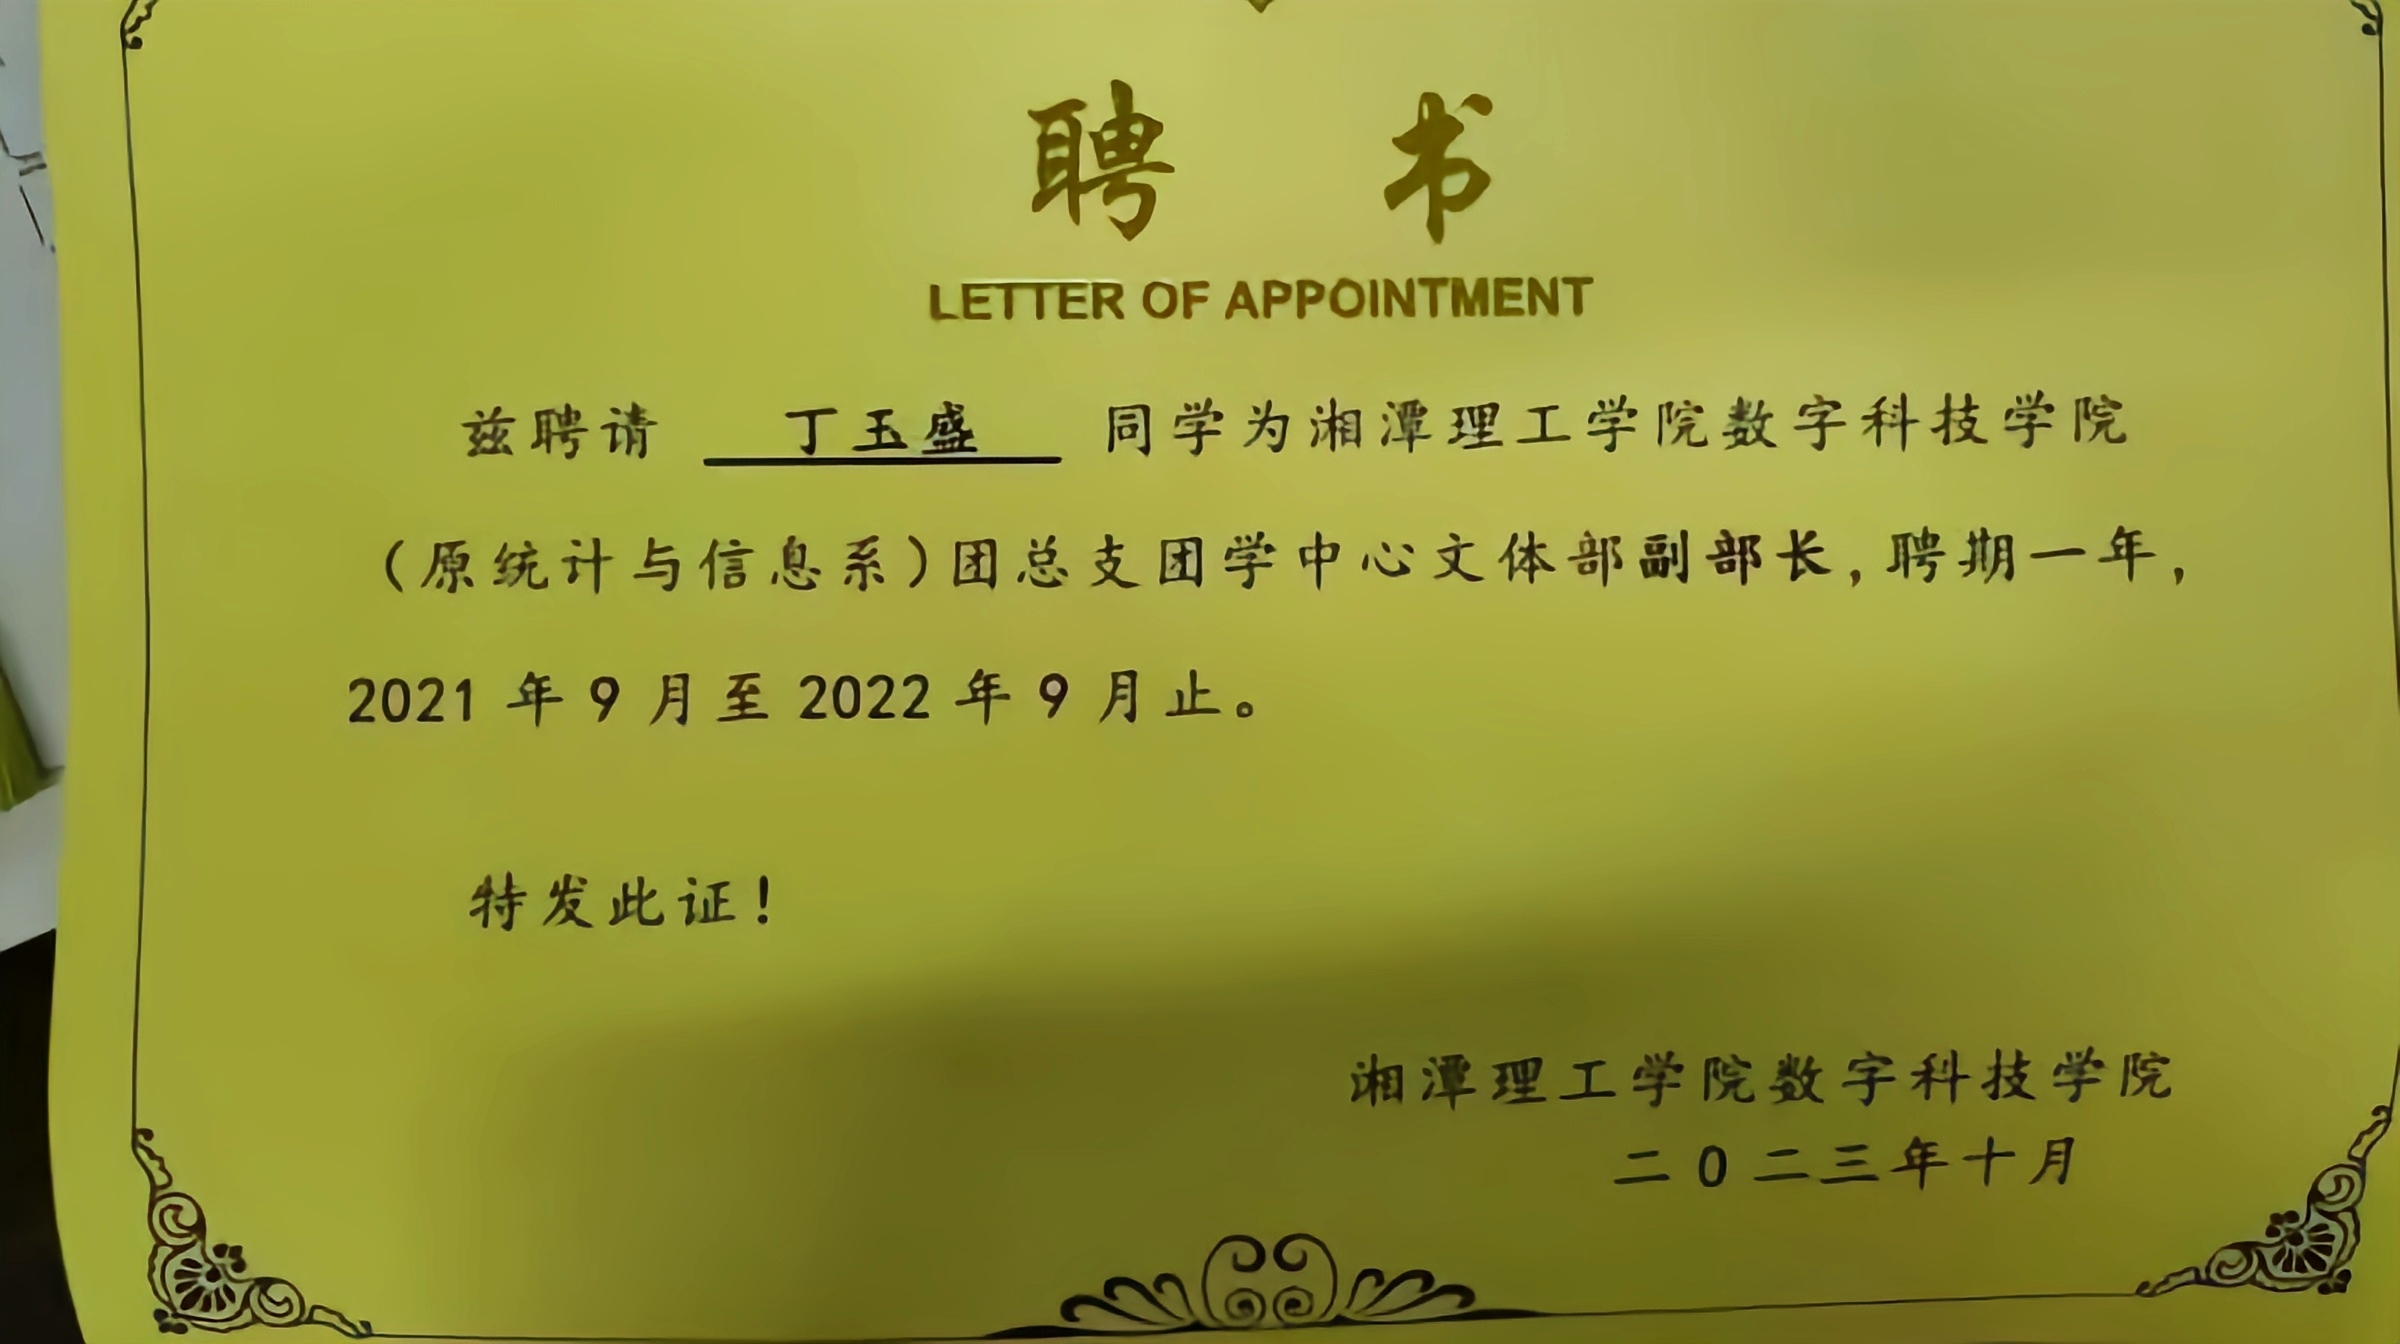 聘 书
LETTER OF APPOINTMENT
兹聘请 丁玉盛 同学为湘潭理工学院数字科技学院
（原统计与信息系）团总支团学中心文体部副部长，聘期一年，
2021 年 9 月至 2022 年 9 月止。
特发此证！
湘潭理工学院数字科技学院
二0二三年十月